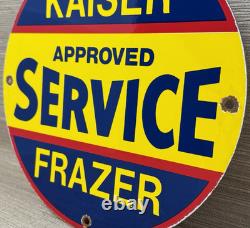 KAISER
APPROVED
SERVICE
FRAZER